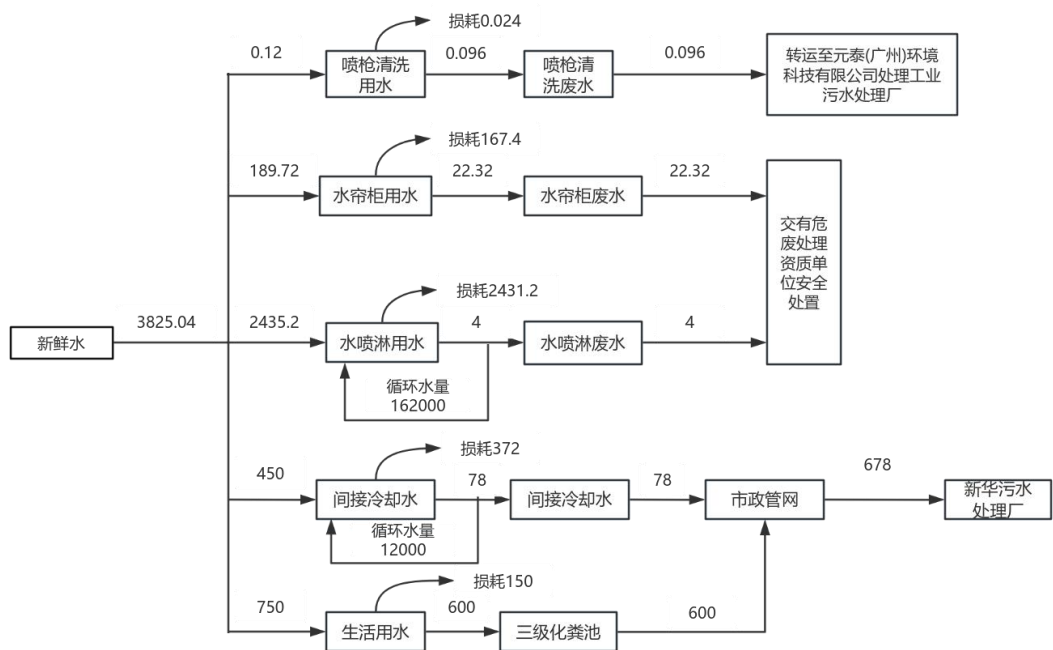 损耗0.024
0.12
喷枪清洗
用水
0.096
喷枪清
洗废水
0.096
转运至元泰(广州)环境
科技有限公司处理工业
污水处理厂
损耗167.4
189.72
水帘柜用水
22.32
水帘柜废水
22.32
交有危
废处理
资质单
位安全
处置
损耗2431.2
新鲜水
3825.04
2435.2
水喷淋用水
4
水喷淋废水
4
循环水量
162000
损耗372
450
间接冷却水
78
间接冷却水
78
市政管网
678
新华污水
处理厂
循环水量
12000
损耗150
750
生活用水
600
三级化粪池
600